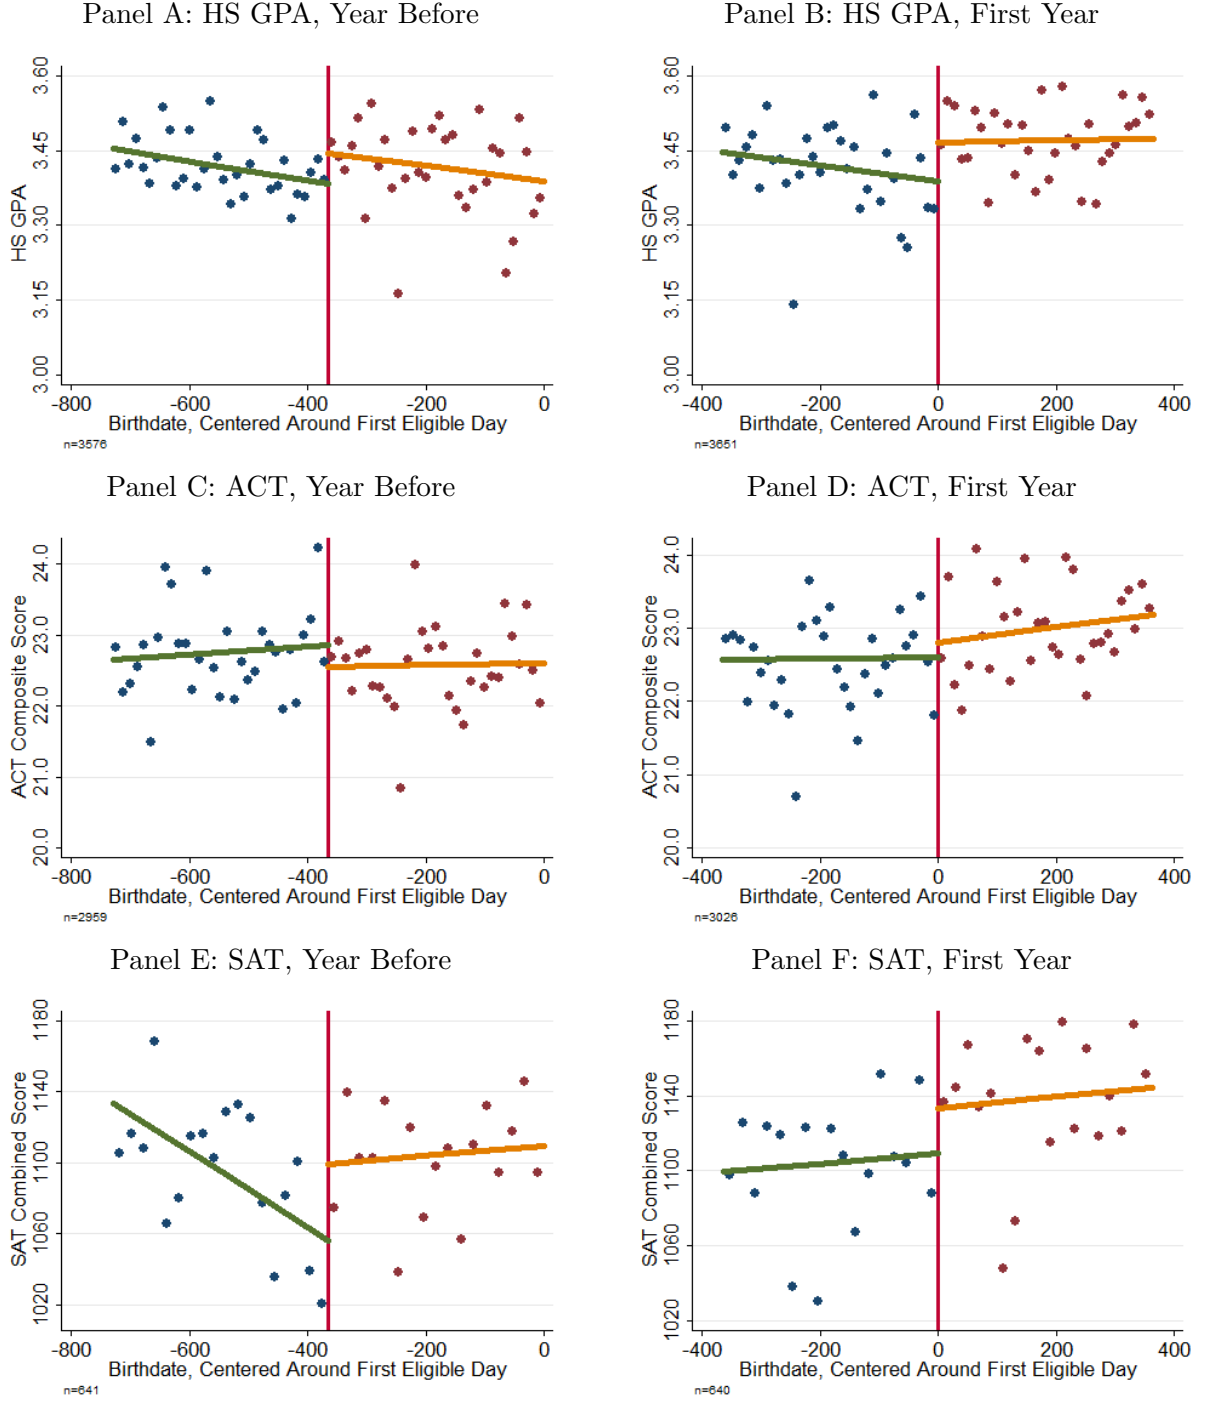 Panel A: HS GPA, Year Before
HS GPA
3.00 3.15 3.30 3.45 3.60
-800 -600 -400 -200 0
Birthdate, Centered Around First Eligible Day
n=3576
Panel B: HS GPA, First Year
HS GPA
3.00 3.15 3.30 3.45 3.60
-400 -200 0 200 400
Birthdate, Centered Around First Eligible Day
n=3651
Panel C: ACT, Year Before
ACT Composite Score
20.0 21.0 22.0 23.0 24.0
-800 -600 -400 -200 0
Birthdate, Centered Around First Eligible Day
n=2959
Panel D: ACT, First Year
ACT Composite Score
20.0 21.0 22.0 23.0 24.0
-400 -200 0 200 400
Birthdate, Centered Around First Eligible Day
n=3026
Panel E: SAT, Year Before
SAT Combined Score
1020 1060 1100 1140 1180
-800 -600 -400 -200 0
Birthdate, Centered Around First Eligible Day
n=641
Panel F: SAT, First Year
SAT Combined Score
1020 1060 1100 1140 1180
-400 -200 0 200 400
Birthdate, Centered Around First Eligible Day
n=640